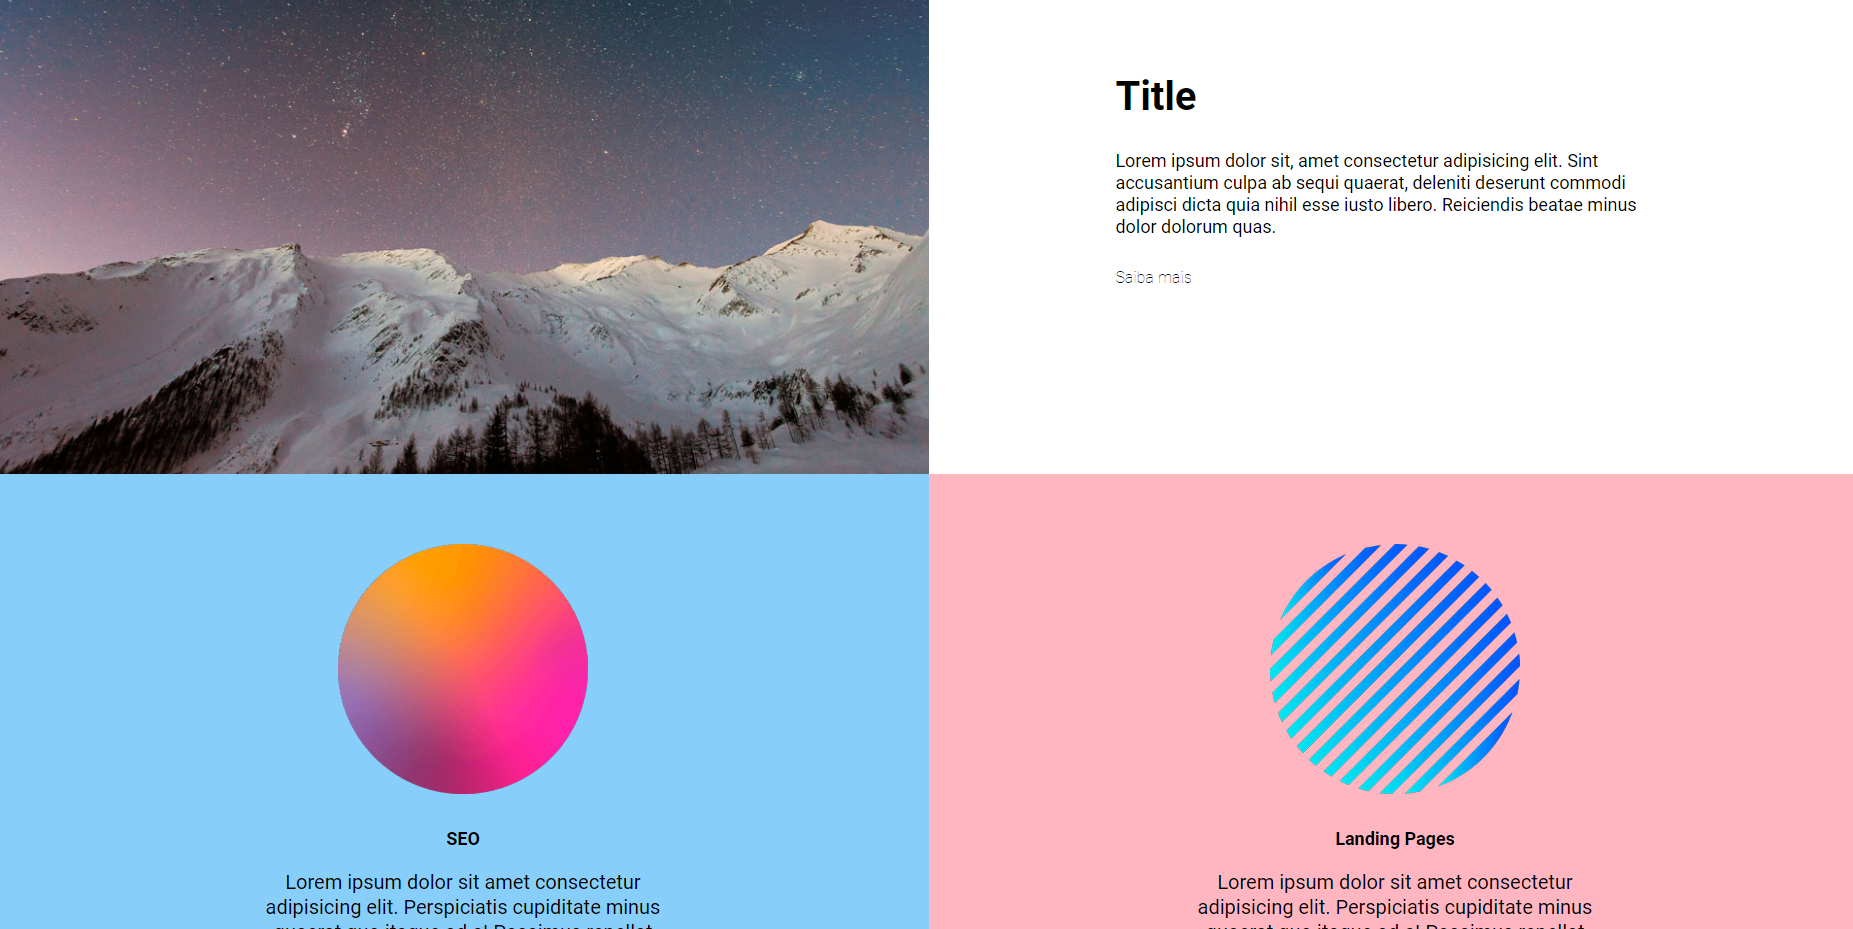 Title
Lorem ipsum dolor sit, amet consectetur adipisicing elit. Sint
accusantium culpa ab sequi quaerat, deleniti deserunt commodi
adipisci dicta quia nihil esse iusto libero. Reiciendis beatae minus
dolor dolorum quas.
Saiba mais
SEO
Lorem ipsum dolor sit amet consectetur
adipisicing elit. Perspiciatis cupiditate minus
Landing Pages
Lorem ipsum dolor sit amet consectetur
adipisicing elit. Perspiciatis cupiditate minus